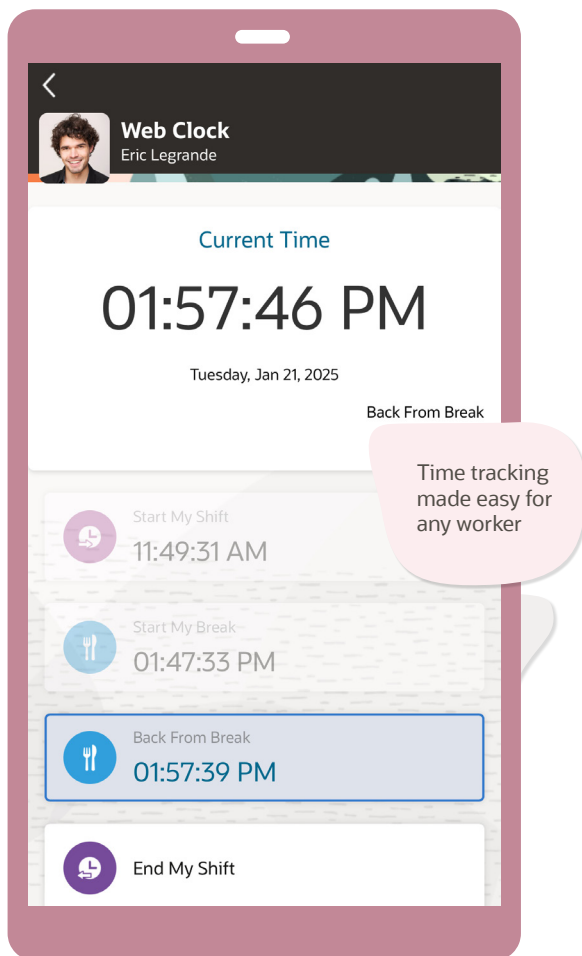 Web Clock
Eric Legrande
Current Time
01:57:46 PM
Tuesday, Jan 21, 2025
Back From Break
Time tracking
made easy for
any worker
Start My Shift
11:49:31 AM
Start My Break
01:47:33 PM
Back From Break
01:57:39 PM
End My Shift